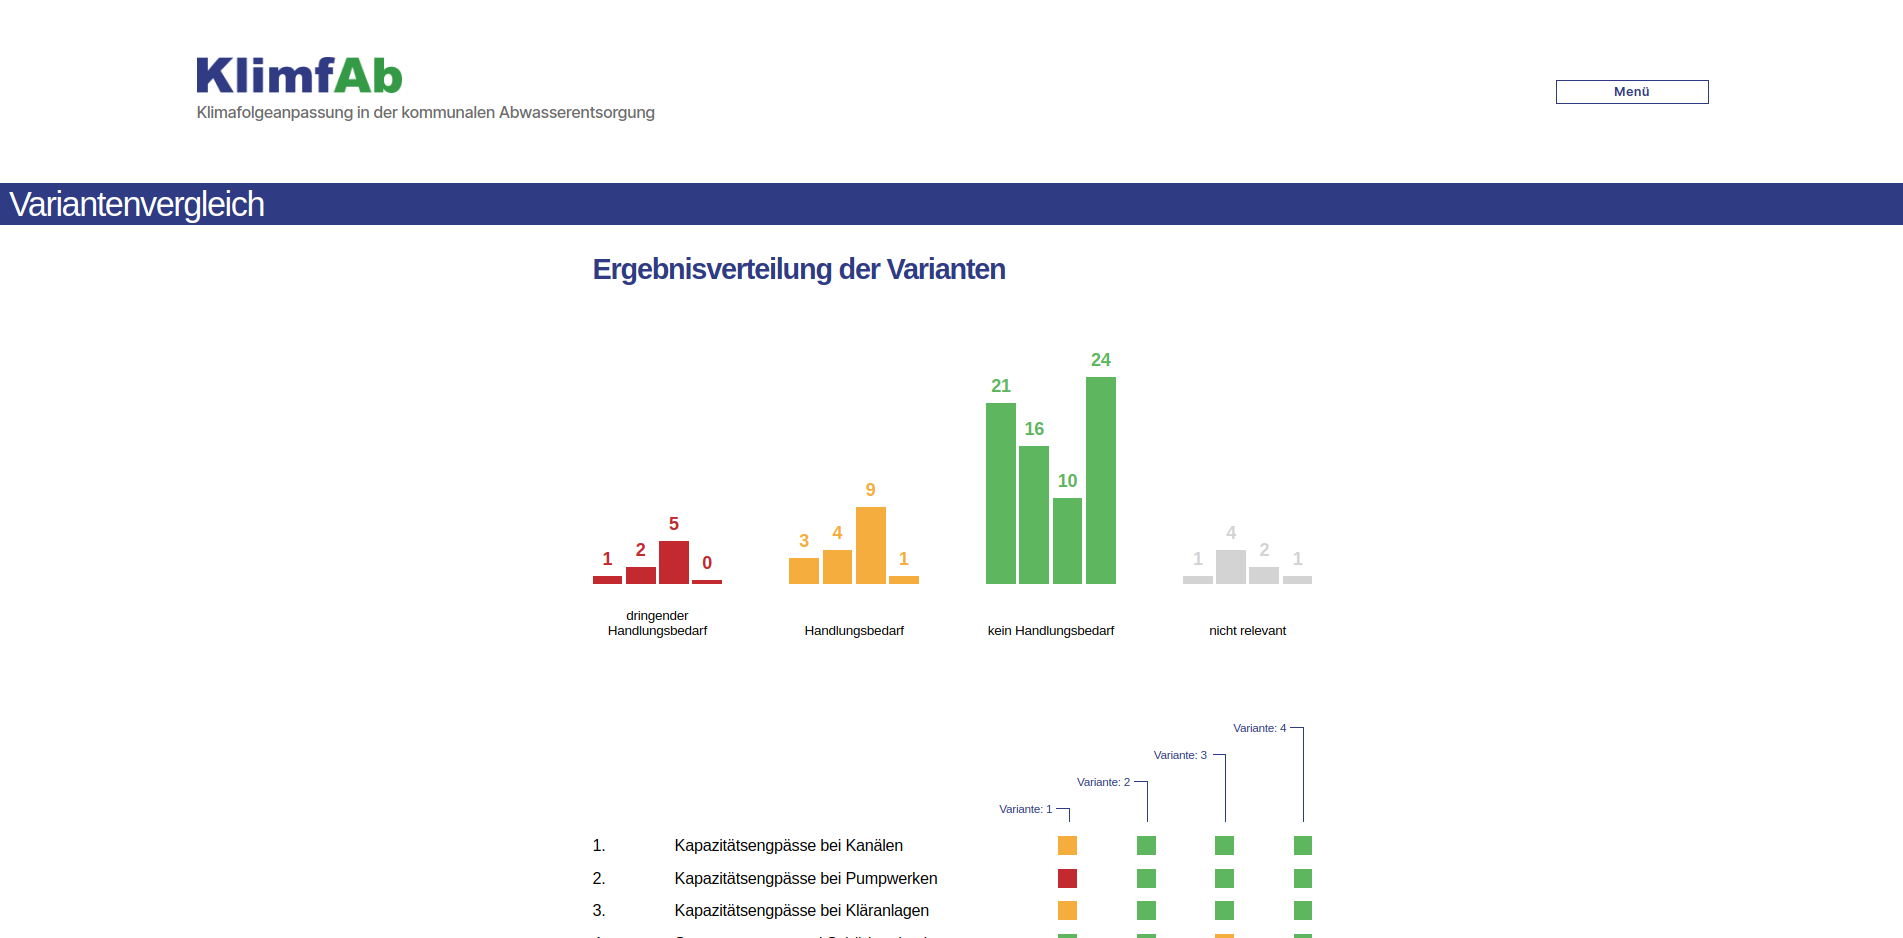 KlimfAb
Klimafolgeanpassung in der kommunalen Abwasserentsorgung
Menü
Variantenvergleich
Ergebnisverteilung der Varianten
1 2 5 0
3 4 9 1
21 16 10 24
1 4 2 1
dringender
Handlungsbedarf
Handlungsbedarf
kein Handlungsbedarf
nicht relevant
Variante: 4
Variante: 3
Variante: 2
Variante: 1
1. Kapazitätsengpässe bei Kanälen
2. Kapazitätsengpässe bei Pumpwerken
3. Kapazitätsengpässe bei Kläranlagen